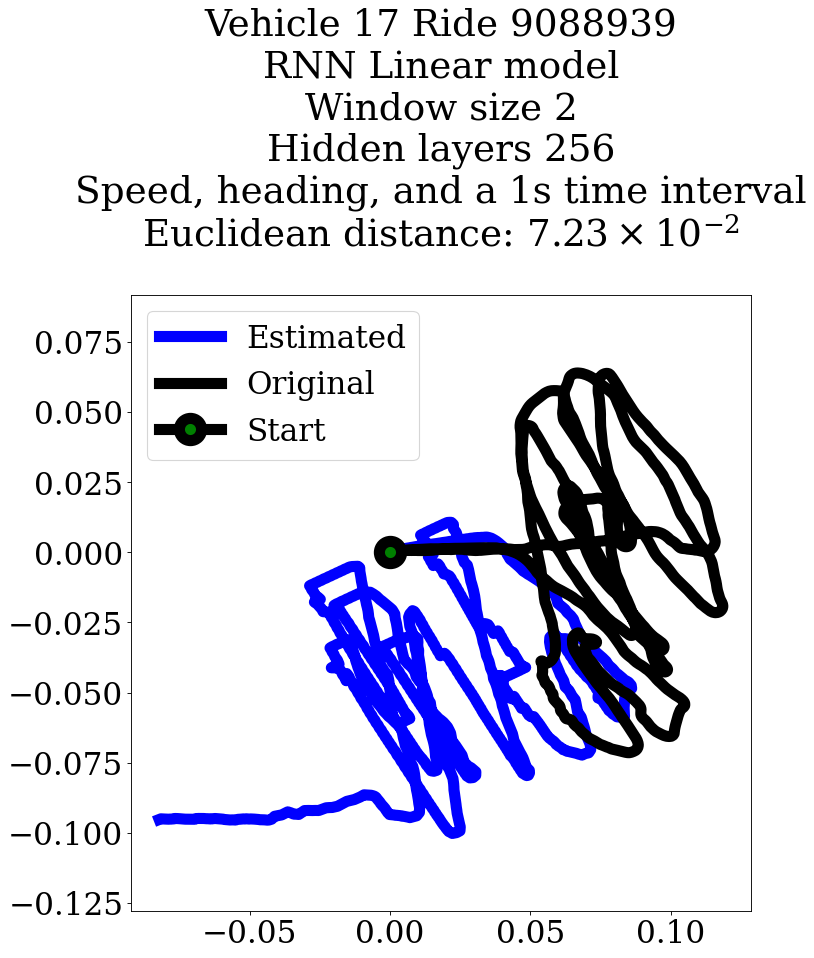 Vehicle 17 Ride 9088939
RNN Linear model
Window size 2
Hidden layers 256
Speed, heading, and a 1s time interval
Euclidean distance: 7.23 × 10⁻²
Estimated
Original
Start
0.075
0.050
0.025
0.000
−0.025
−0.050
−0.075
−0.100
−0.125
−0.05 0.00 0.05 0.10